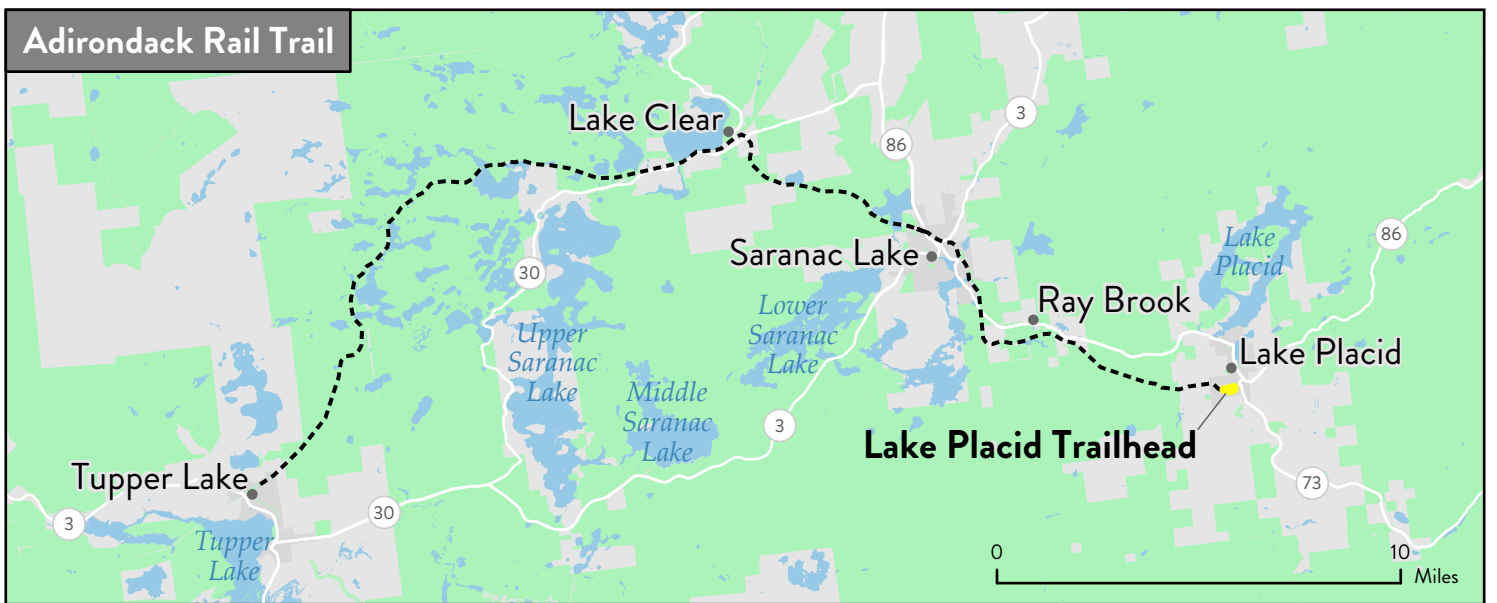 Adirondack Rail Trail
Lake Clear
3
86
Saranac Lake
Lake
Placid
86
30
Ray Brook
Lower
Saranac
Lake
Upper
Saranac
Lake
Lake Placid
Middle
Saranac
Lake
3
Lake Placid Trailhead
Tupper Lake
73
3
30
Tupper
Lake
0
10
Miles